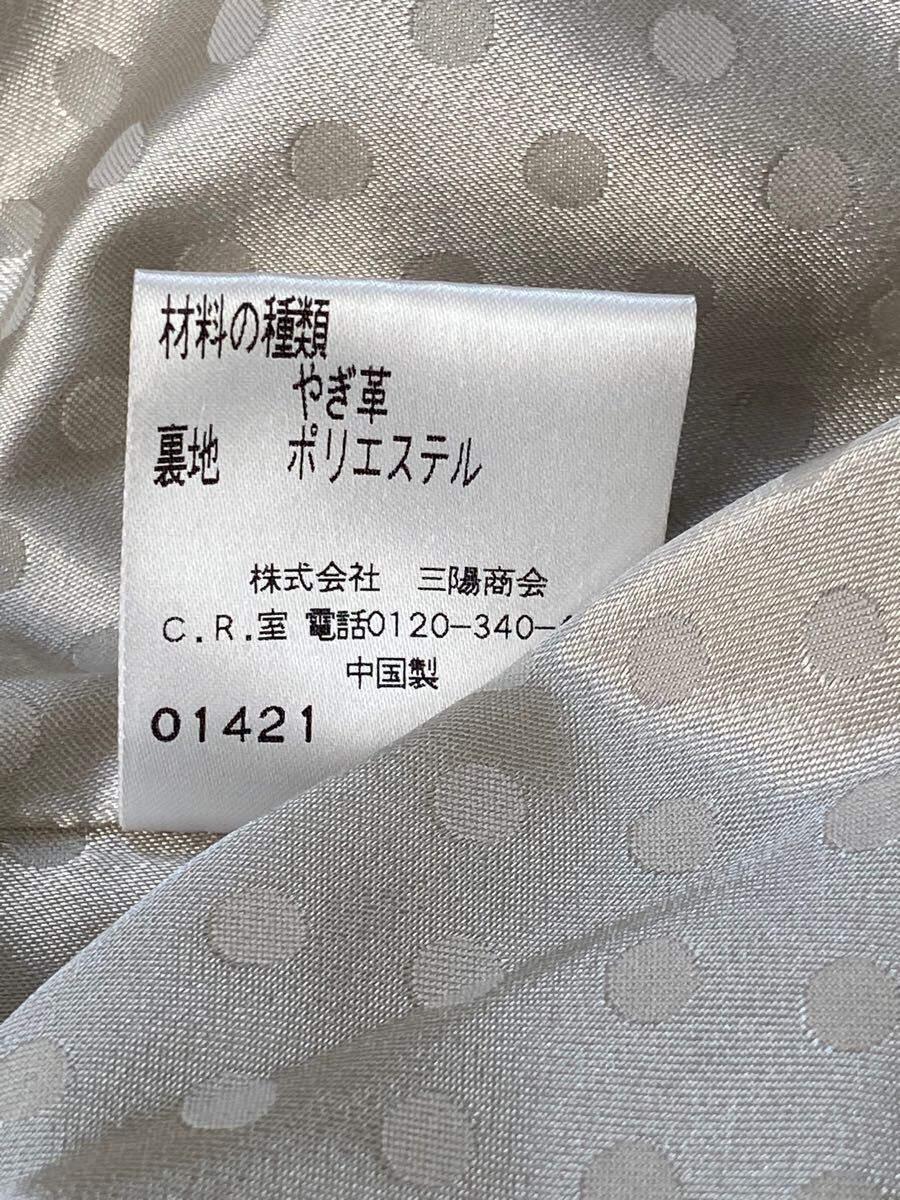 材料の種類
やぎ革
裏地 ポリエステル
株式会社 三陽商会
C.R.室 電話0120-340-
中国製
01421